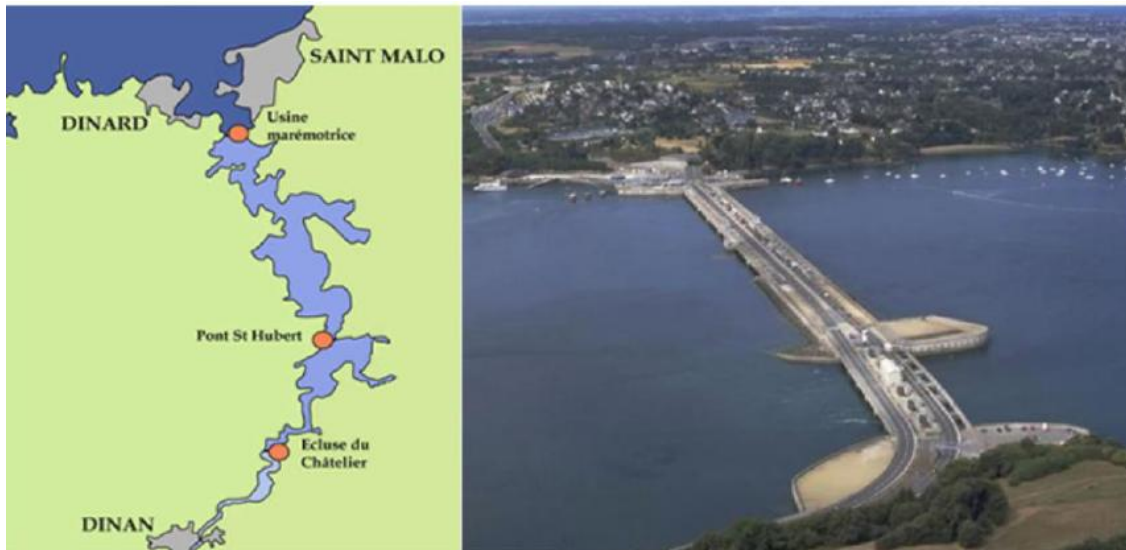 SAINT MALO
DINARD
Usine
marémotrice
Pont St Hubert
Ecluse du
Châtelier
DINAN